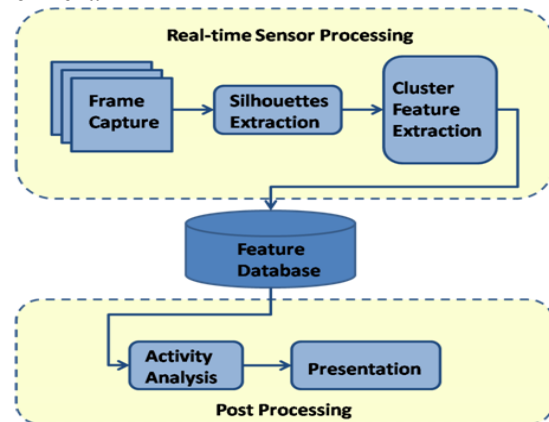 Real-time Sensor Processing
Frame
Capture
Silhouettes
Extraction
Cluster
Feature
Extraction
Feature
Database
Activity
Analysis
Presentation
Post Processing